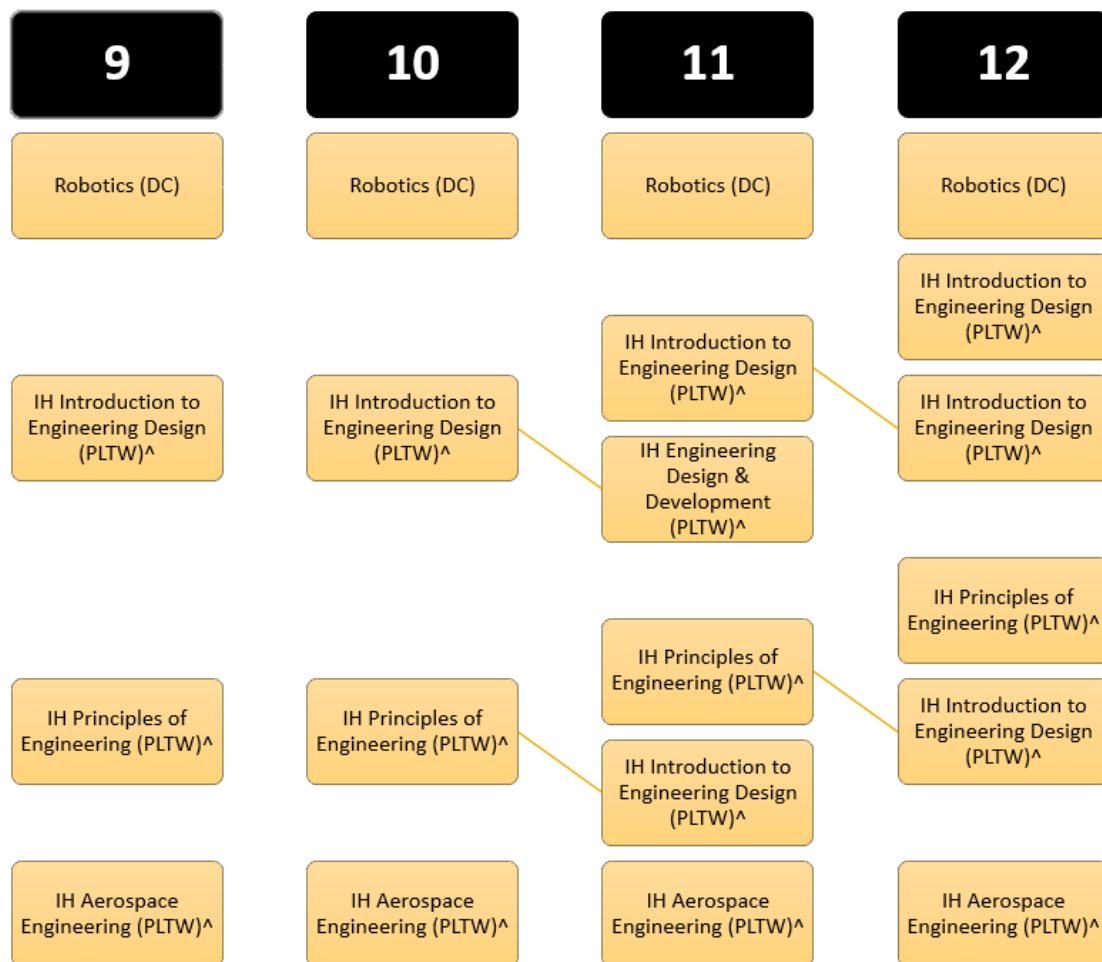 9
10
11
12
Robotics (DC)
Robotics (DC)
Robotics (DC)
Robotics (DC)
IH Introduction to
Engineering Design
(PLTW)^
IH Introduction to
Engineering Design
(PLTW)^
IH Introduction to
Engineering Design
(PLTW)^
IH Introduction to
Engineering Design
(PLTW)^
IH Introduction to
Engineering Design
(PLTW)^
IH Engineering
Design &
Development
(PLTW)^
IH Principles of
Engineering (PLTW)^
IH Principles of
Engineering (PLTW)^
IH Principles of
Engineering (PLTW)^
IH Principles of
Engineering (PLTW)^
IH Introduction to
Engineering Design
(PLTW)^
IH Introduction to
Engineering Design
(PLTW)^
IH Aerospace
Engineering (PLTW)^
IH Aerospace
Engineering (PLTW)^
IH Aerospace
Engineering (PLTW)^
IH Aerospace
Engineering (PLTW)^